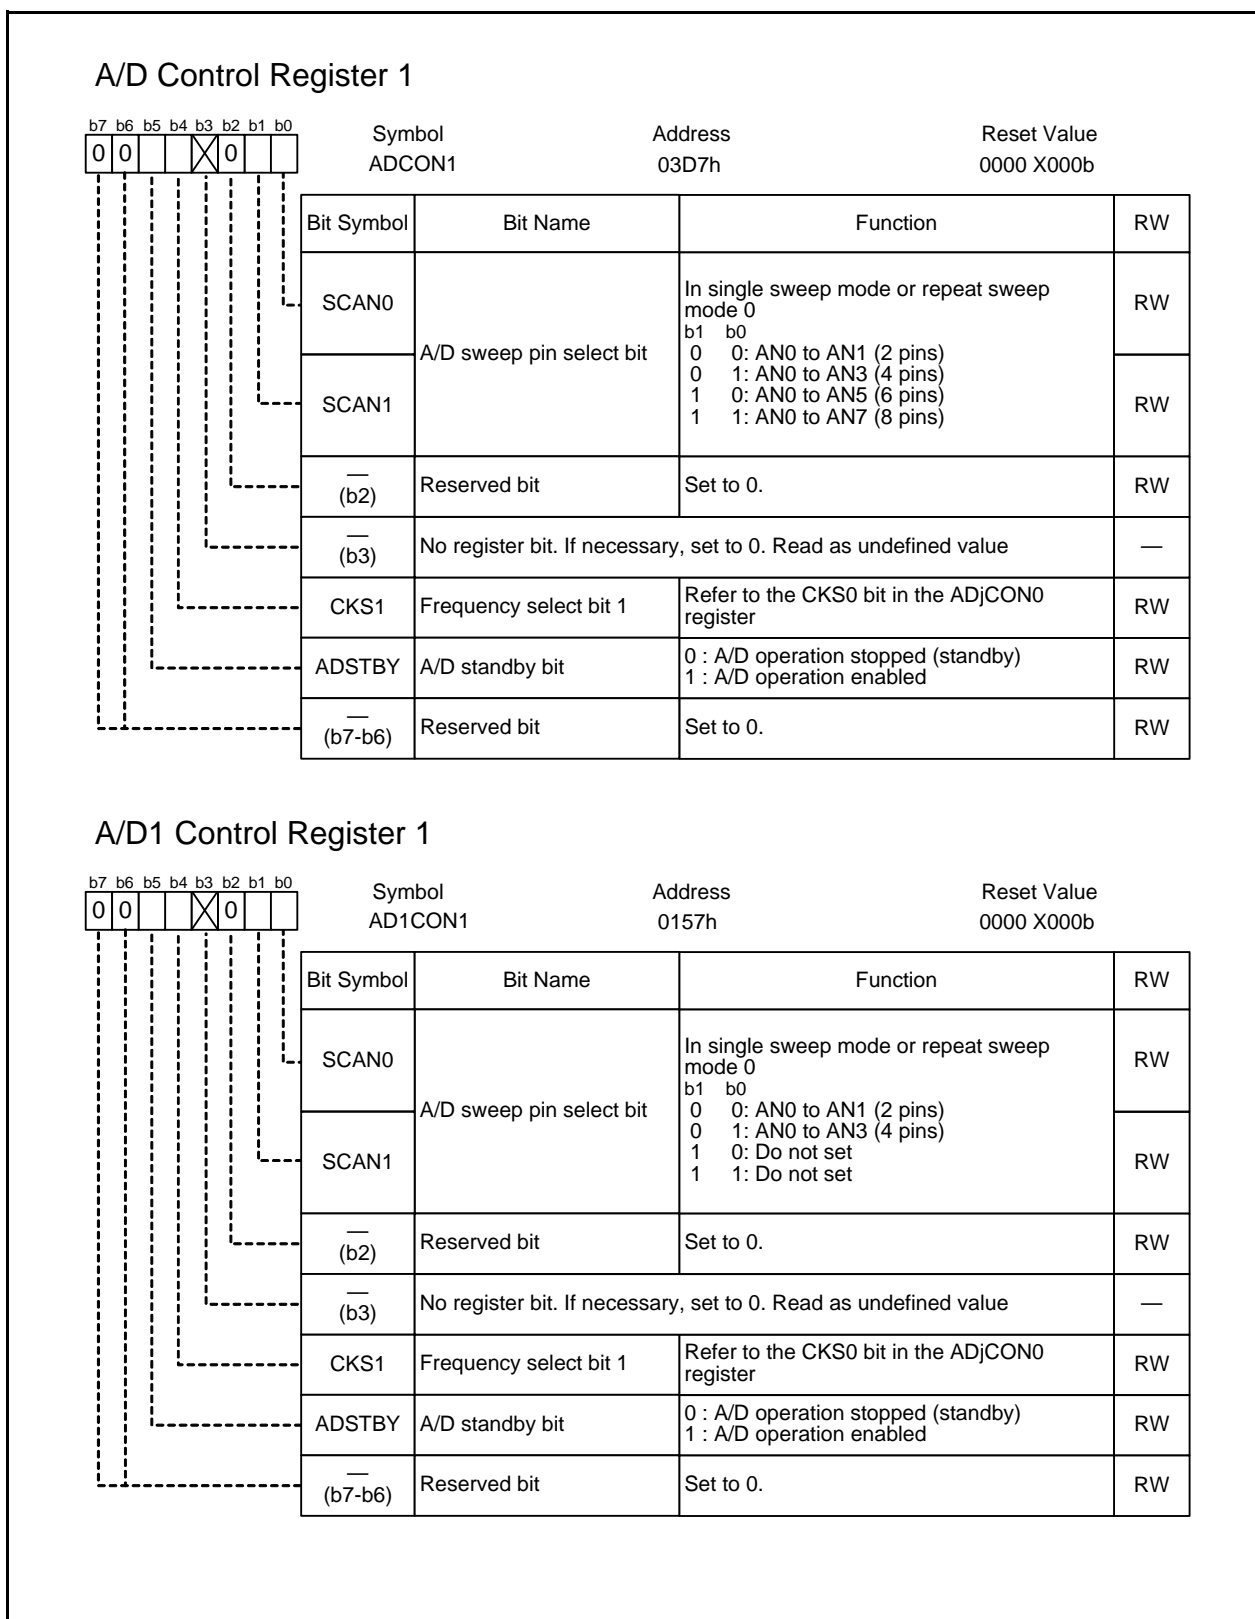 A/D Control Register 1
b7 b6 b5 b4 b3 b2 b1 b0
0 0 0
Symbol Address Reset Value
ADCON1 03D7h 0000 X000b
Bit Symbol Bit Name Function RW
SCAN0 RW
A/D sweep pin select bit
In single sweep mode or repeat sweep
mode 0
b1 b0
0 0: AN0 to AN1 (2 pins)
0 1: AN0 to AN3 (4 pins)
1 0: AN0 to AN5 (6 pins)
1 1: AN0 to AN7 (8 pins)
SCAN1 RW
—
(b2) Reserved bit Set to 0. RW
—
(b3) No register bit. If necessary, set to 0. Read as undefined value —
CKS1 Frequency select bit 1 Refer to the CKS0 bit in the ADjCON0
register RW
ADSTBY A/D standby bit 0 : A/D operation stopped (standby)
1 : A/D operation enabled RW
—
(b7-b6) Reserved bit Set to 0. RW
A/D1 Control Register 1
b7 b6 b5 b4 b3 b2 b1 b0
0 0 0
Symbol Address Reset Value
AD1CON1 0157h 0000 X000b
Bit Symbol Bit Name Function RW
SCAN0 RW
A/D sweep pin select bit
In single sweep mode or repeat sweep
mode 0
b1 b0
0 0: AN0 to AN1 (2 pins)
0 1: AN0 to AN3 (4 pins)
1 0: Do not set
1 1: Do not set
SCAN1 RW
—
(b2) Reserved bit Set to 0. RW
—
(b3) No register bit. If necessary, set to 0. Read as undefined value —
CKS1 Frequency select bit 1 Refer to the CKS0 bit in the ADjCON0
register RW
ADSTBY A/D standby bit 0 : A/D operation stopped (standby)
1 : A/D operation enabled RW
—
(b7-b6) Reserved bit Set to 0. RW